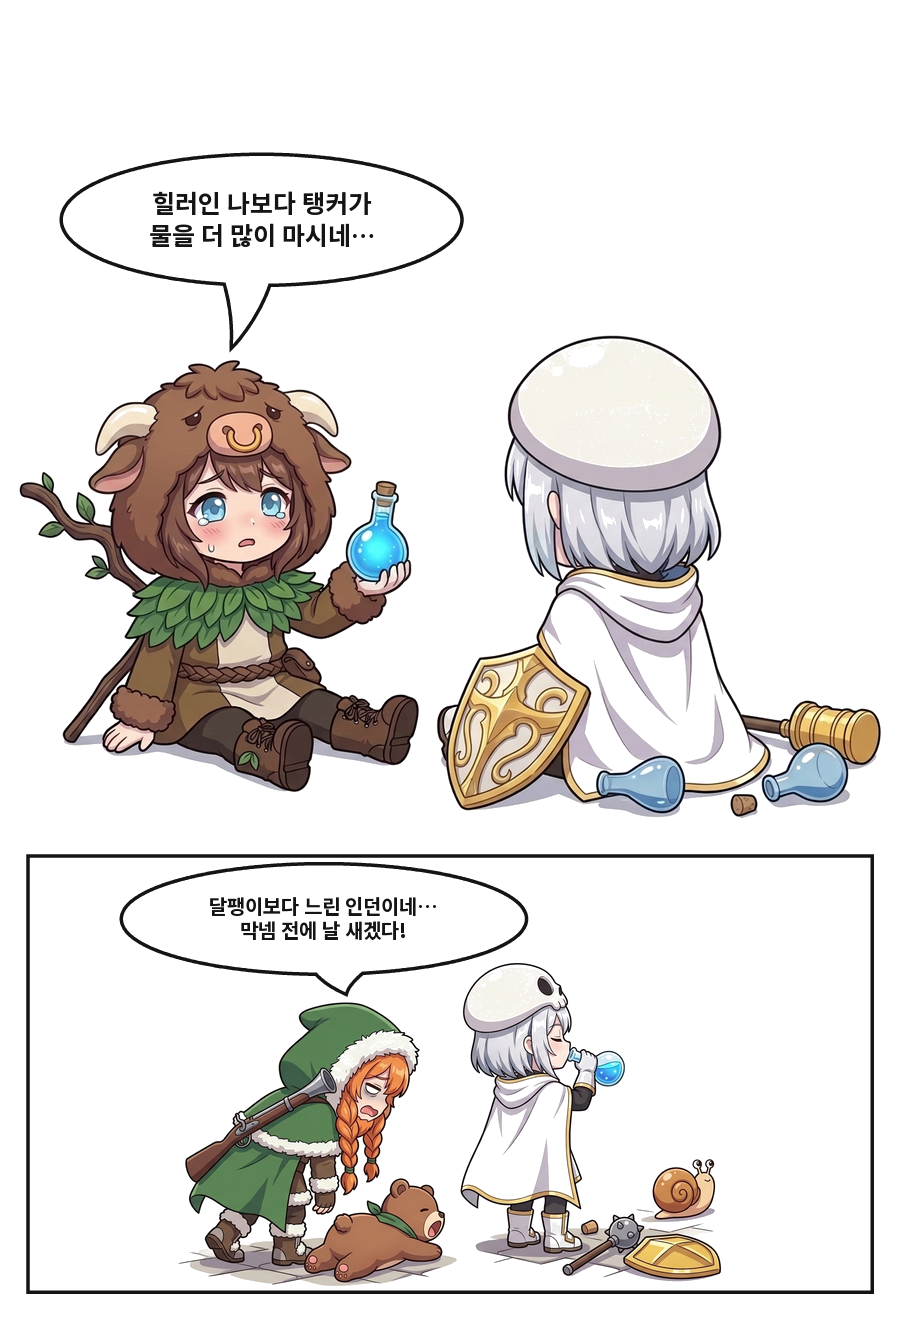 힐러인 나보다 탱커가
물을 더 많이 마시네…
달팽이보다 느린 인던이네…
막넴 전에 날 새겠다!